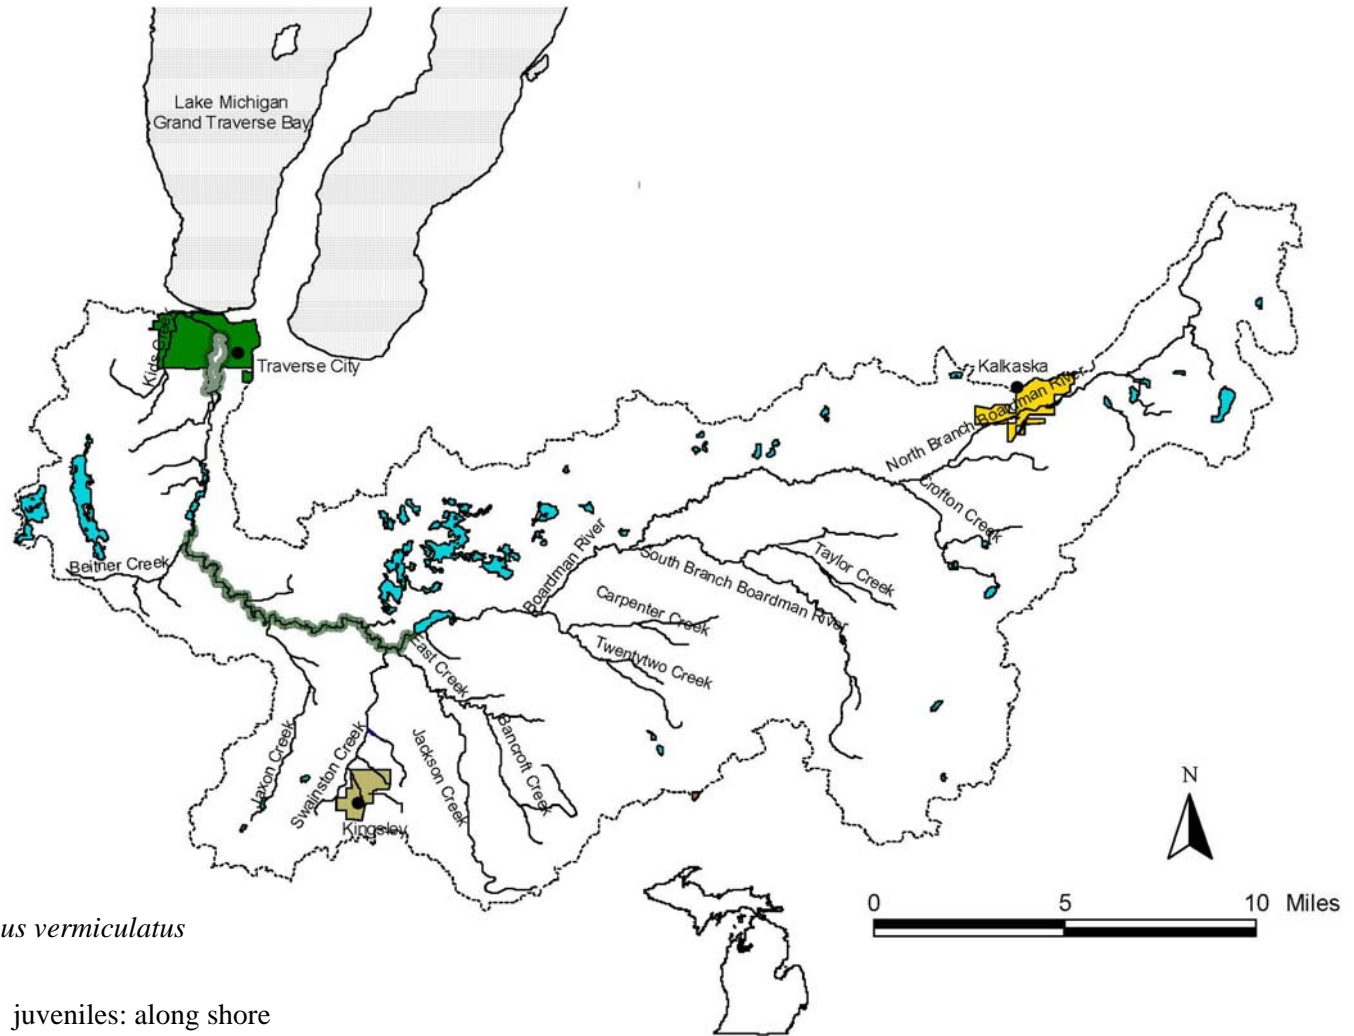 Lake Michigan
Grand Traverse Bay
Traverse City
Kalkaska
North Branch Boardman River
Crofton Creek
Taylor Creek
South Branch Boardman River
Boardman River
Carpenter Creek
Twentytwo Creek
Beitner Creek
East Creek
Bancroft Creek
Jackson Creek
Swainston Creek
Jaxon Creek
Kingsley
N
0 5 10 Miles
us vermiculatus
juveniles: along shore